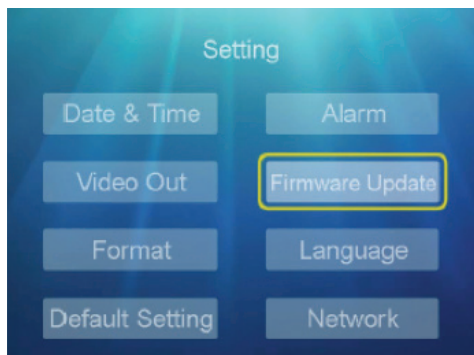 Setting
Date & Time
Alarm
Video Out
Firmware Update
Format
Language
Default Setting
Network